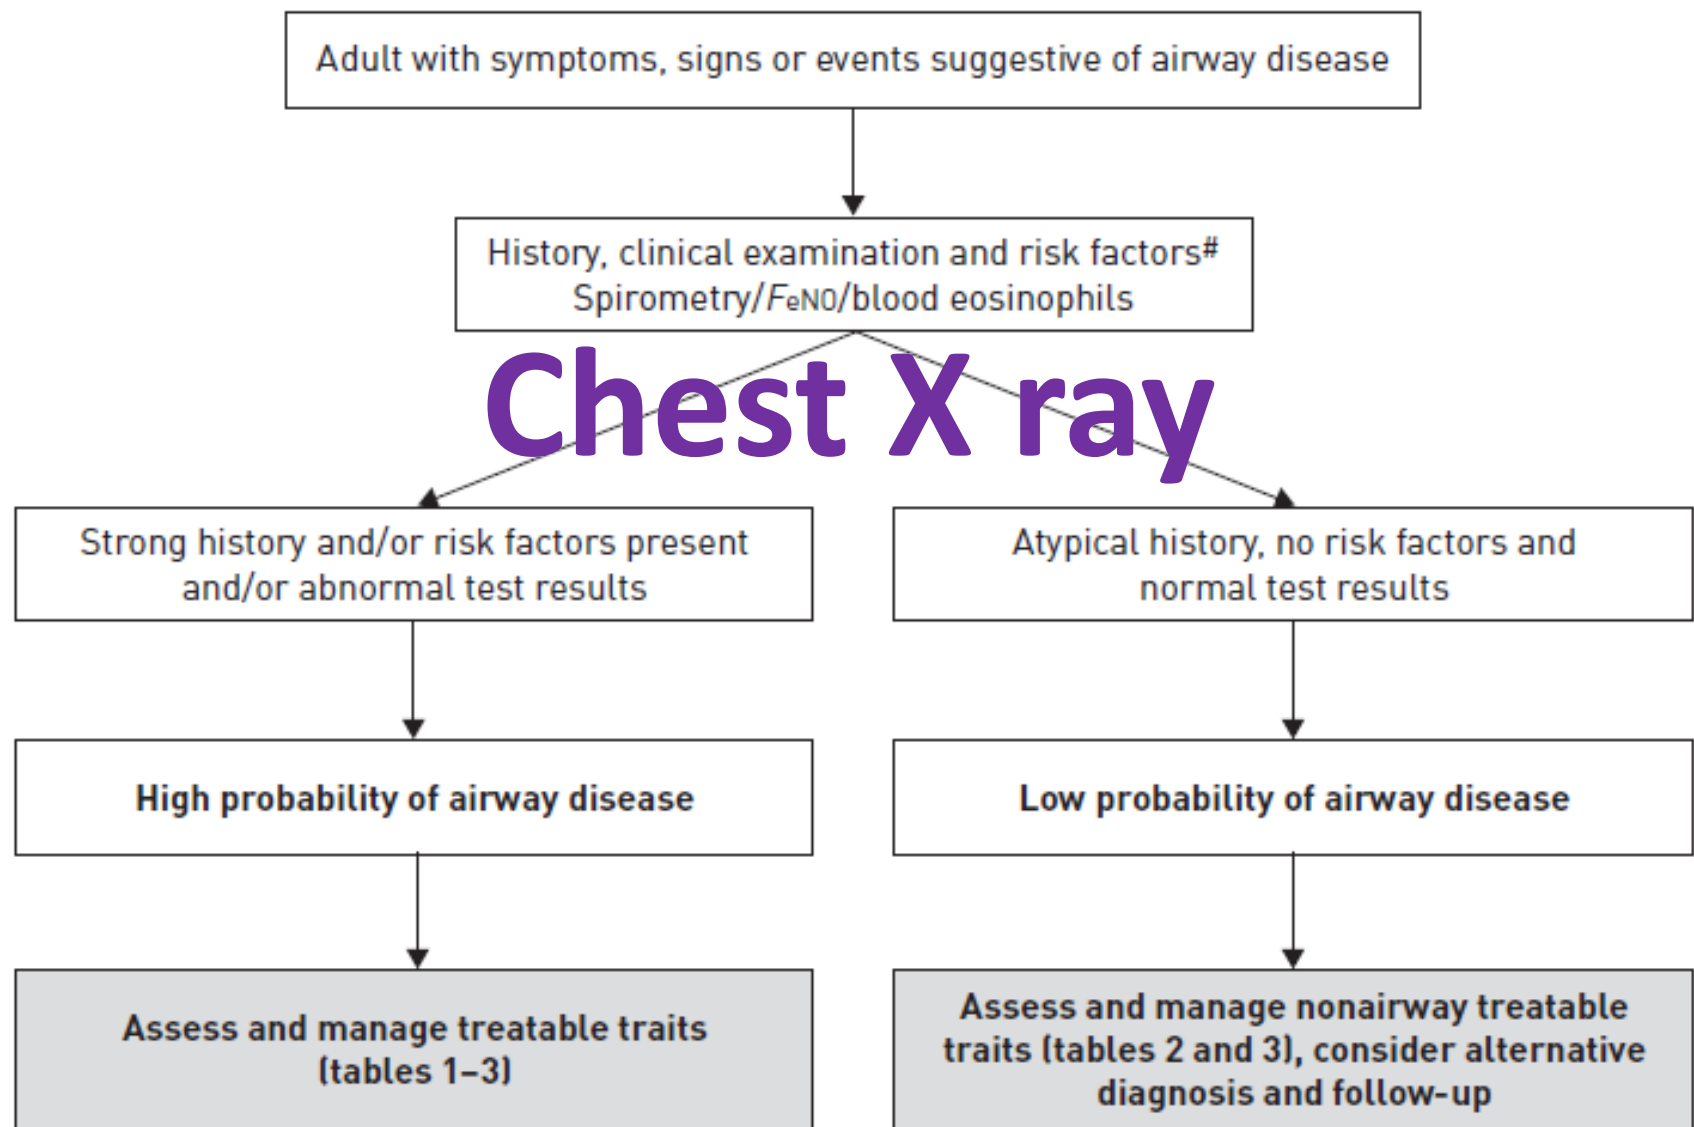 Adult with symptoms, signs or events suggestive of airway disease
History, clinical examination and risk factors#
Spirometry/FeNO/blood eosinophils
Chest X ray
Strong history and/or risk factors present
and/or abnormal test results
Atypical history, no risk factors and
normal test results
High probability of airway disease
Low probability of airway disease
Assess and manage treatable traits
(tables 1–3)
Assess and manage nonairway treatable
traits (tables 2 and 3), consider alternative
diagnosis and follow-up